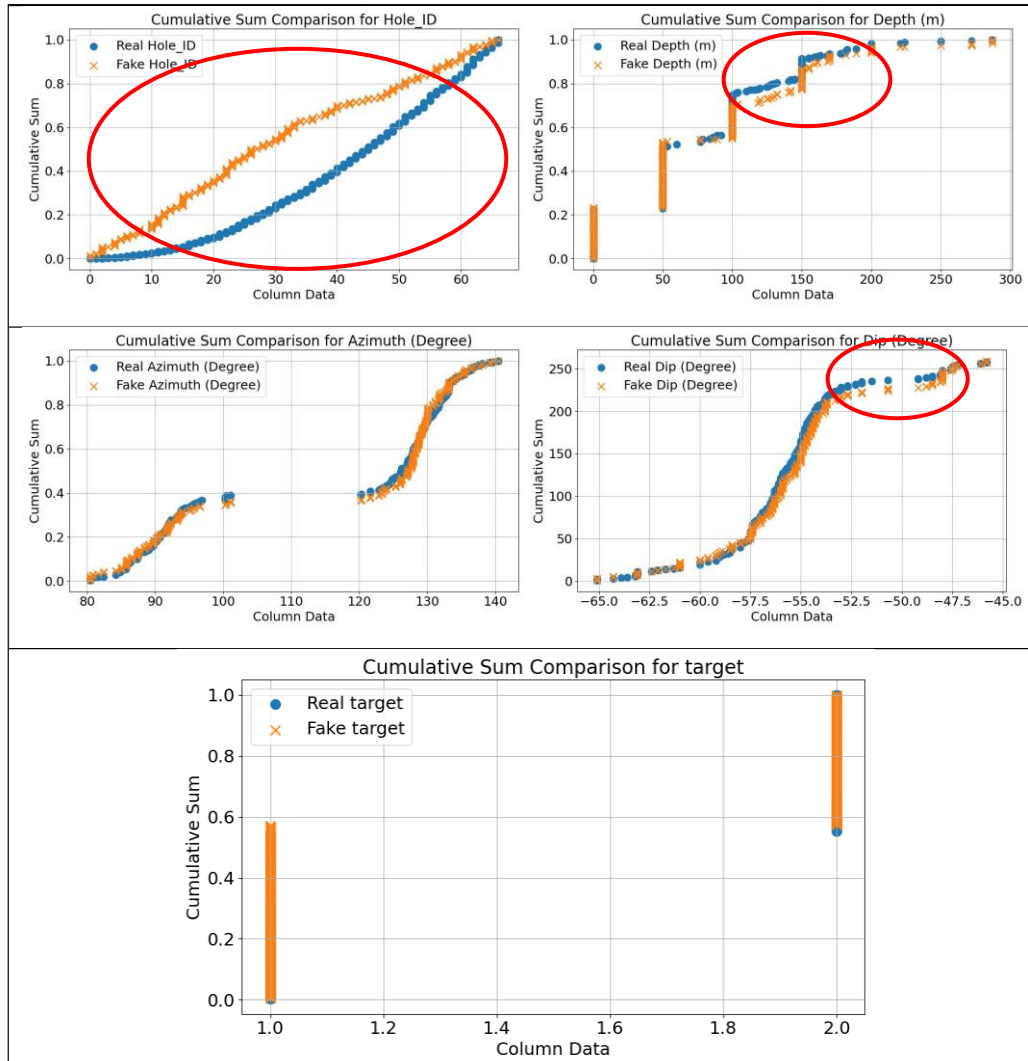 Cumulative Sum Comparison for Hole_ID
Real Hole_ID
Fake Hole_ID
1.0
0.8
0.6
0.4
0.2
0.0
Cumulative Sum
0 10 20 30 40 50 60
Column Data
Cumulative Sum Comparison for Depth (m)
Real Depth (m)
Fake Depth (m)
1.0
0.8
0.6
0.4
0.2
0.0
Cumulative Sum
0 50 100 150 200 250 300
Column Data
Cumulative Sum Comparison for Azimuth (Degree)
Real Azimuth (Degree)
Fake Azimuth (Degree)
1.0
0.8
0.6
0.4
0.2
0.0
Cumulative Sum
80 90 100 110 120 130 140
Column Data
Cumulative Sum Comparison for Dip (Degree)
Real Dip (Degree)
Fake Dip (Degree)
250
200
150
100
50
0
Cumulative Sum
−65.0 −62.5 −60.0 −57.5 −55.0 −52.5 −50.0 −47.5 −45.0
Column Data
Cumulative Sum Comparison for target
Real target
Fake target
1.0
0.8
0.6
0.4
0.2
0.0
Cumulative Sum
1.0 1.2 1.4 1.6 1.8 2.0
Column Data